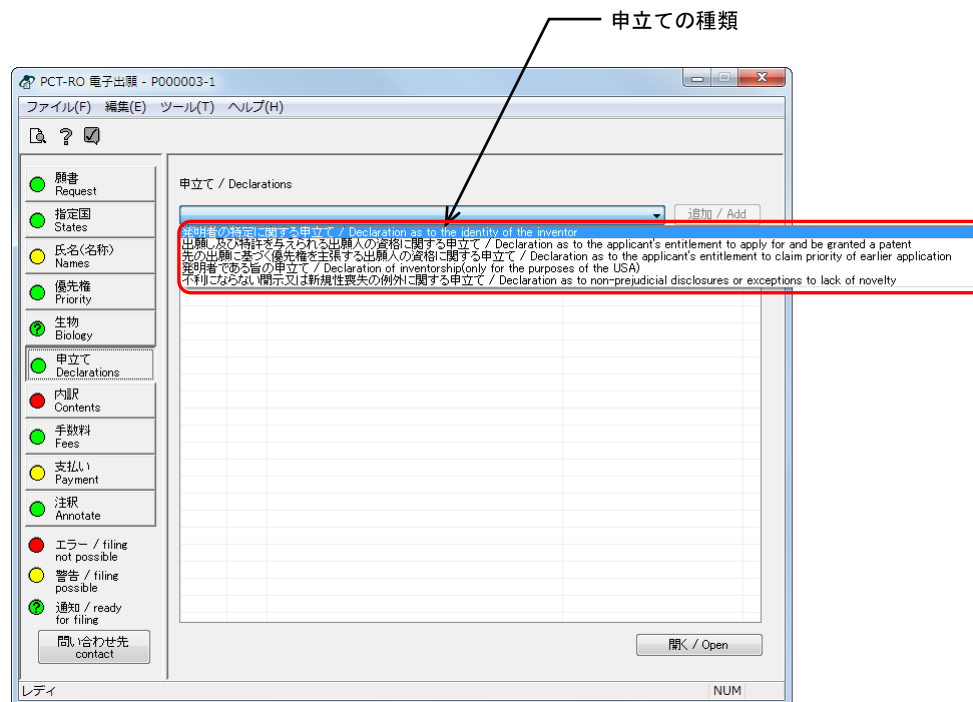 申立ての種類
PCT-RO 電子出願 - P000003-1
ファイル(F) 編集(E) ツール(T) ヘルプ(H)
願書
Request
指定国
States
氏名(名称)
Names
優先権
Priority
生物
Biology
申立て
Declarations
内訳
Contents
手数料
Fees
支払い
Payment
注釈
Annotate
エラー / filing
not possible
警告 / filing
possible
通知 / ready
for filing
問い合わせ先
contact
申立て / Declarations
追加 / Add
発明者の特定に関する申立て / Declaration as to the identity of the inventor
出願し及び特許を与えられる出願人の資格に関する申立て / Declaration as to the applicant's entitlement to apply for and be granted a patent
先の出願に基づく優先権を主張する出願人の資格に関する申立て / Declaration as to the applicant's entitlement to claim priority of earlier application
発明者である旨の申立て / Declaration of inventorship(only for the purposes of the USA)
不利にならない開示又は新規性喪失の例外に関する申立て / Declaration as to non-prejudicial disclosures or exceptions to lack of novelty
開く / Open
レディ
NUM